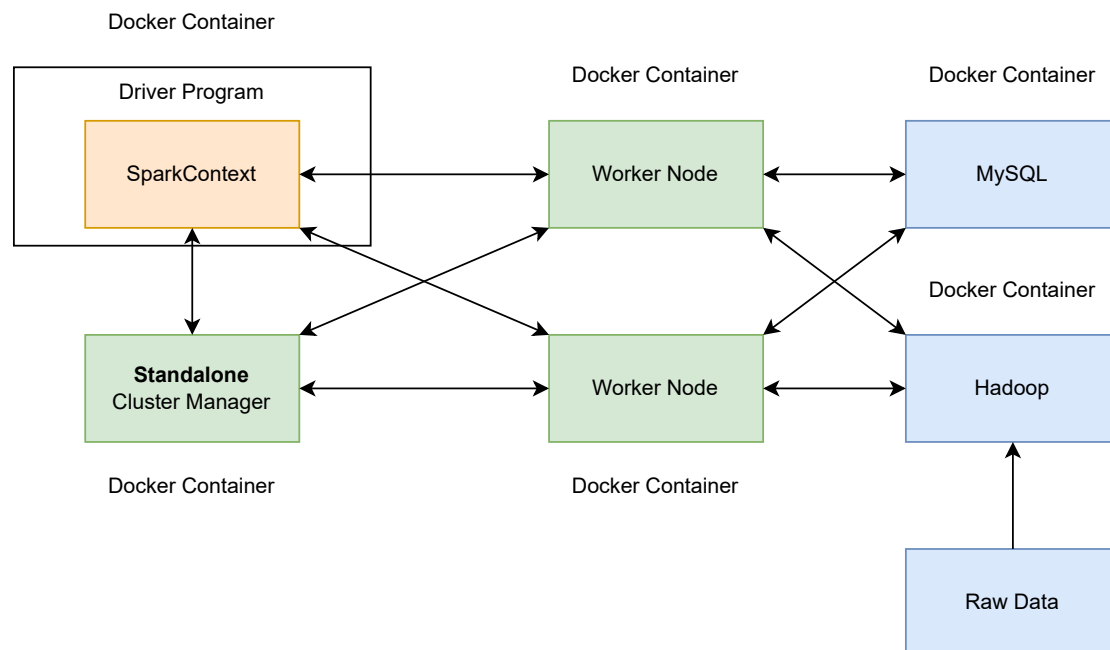 Docker Container
Driver Program
SparkContext
Docker Container
Worker Node
Docker Container
MySQL
Docker Container
Standalone
Cluster Manager
Worker Node
Hadoop
Docker Container
Docker Container
Raw Data